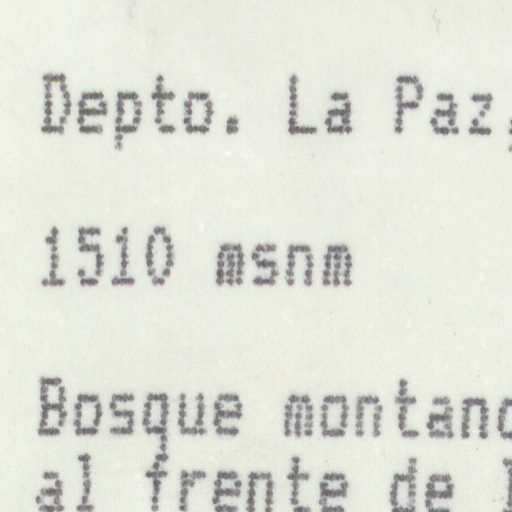 Depto. La Paz,
1510 msnm
Bosque montano
al frente de